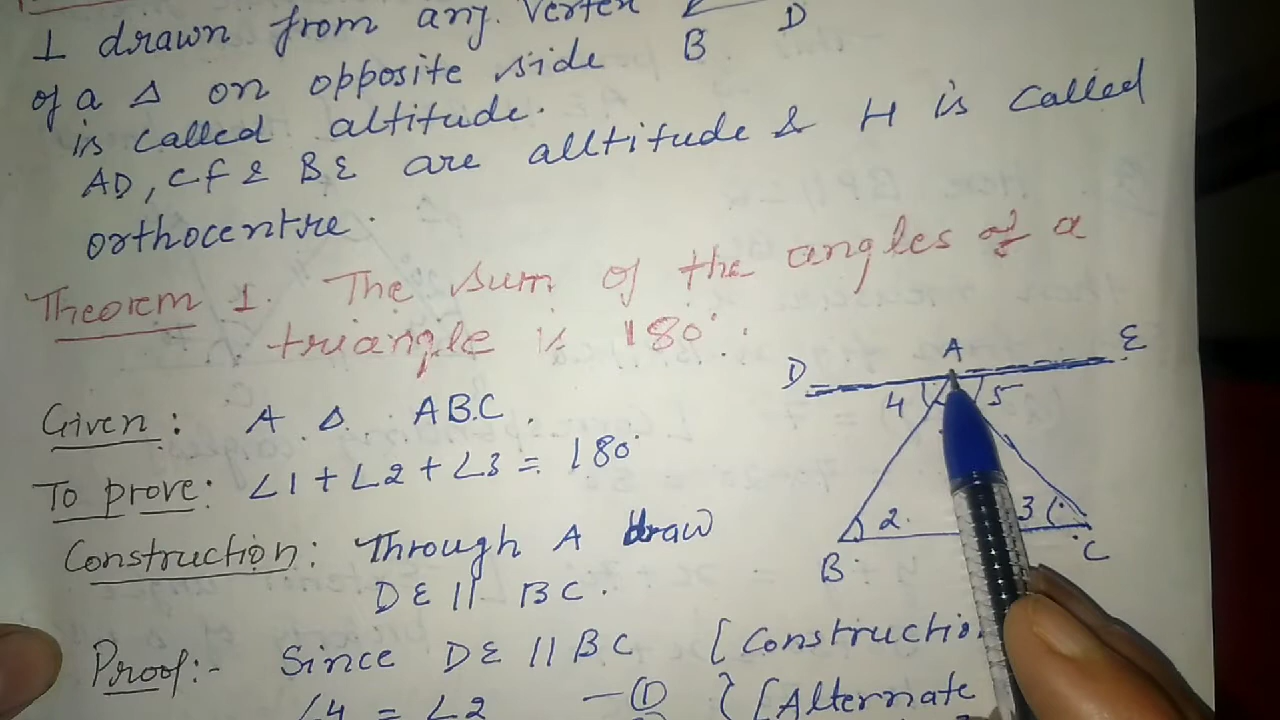 ⊥ drawn from any vertex
of a Δ on opposite side
is called altitude.
B D
AD, CF & BE are alltitude & H is called
orthocentre.
Theorem 1. The sum of the angles of a
triangle is 180°.
Given: A Δ ABC.
To prove: ∠1 + ∠2 + ∠3 = 180°
Construction: Through A draw
DE || BC.
D A E
4 5
2. 3
B C
Proof:- Since DE || BC [Constructio
∠4 = ∠2 —① } [Alternate